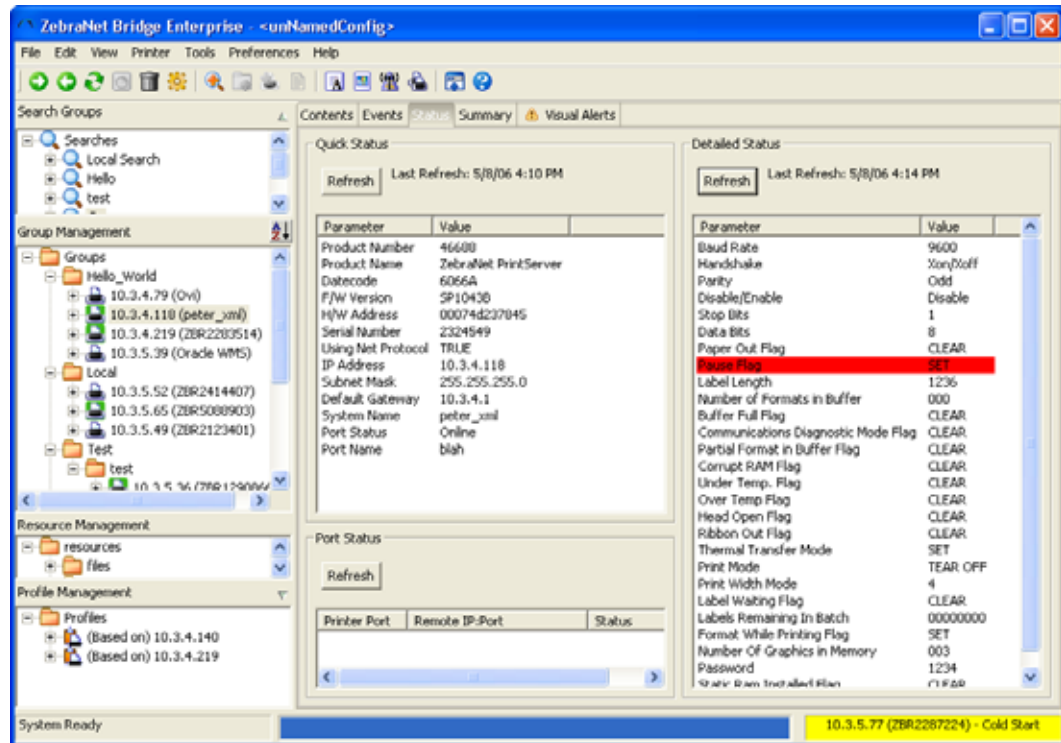 ZebraNet Bridge Enterprise - <unNamedConfig>
File Edit View Printer Tools Preferences Help
Search Groups
Searches
Local Search
Hello
test
Group Management
Groups
Hello_World
10.3.4.79 (Ovi)
10.3.4.118 (peter_xml)
10.3.4.219 (ZBR2283514)
10.3.5.39 (Oracle WMS)
Local
10.3.5.52 (ZBR2414407)
10.3.5.65 (ZBR5088903)
10.3.5.49 (ZBR2123401)
Test
test
10.3.5.36
Resource Management
resources
files
Profile Management
Profiles
(Based on) 10.3.4.140
(Based on) 10.3.4.219
Contents Events Status Summary Visual Alerts
Quick Status
Refresh Last Refresh: 5/8/06 4:10 PM
Parameter Value
Product Number 46688
Product Name ZebraNet PrintServer
Datecode 6066A
F/W Version SP1043B
H/W Address 00074d237845
Serial Number 2324549
Using Net Protocol TRUE
IP Address 10.3.4.118
Subnet Mask 255.255.255.0
Default Gateway 10.3.4.1
System Name peter_xml
Port Status Online
Port Name blah
Port Status
Refresh
Printer Port Remote IP:Port Status
Detailed Status
Refresh Last Refresh: 5/8/06 4:14 PM
Parameter Value
Baud Rate 9600
Handshake Xon/Xoff
Parity Odd
Disable/Enable Disable
Stop Bits 1
Data Bits 8
Paper Out Flag CLEAR
Pause Flag SET
Label Length 1236
Number of Formats in Buffer 000
Buffer Full Flag CLEAR
Communications Diagnostic Mode Flag CLEAR
Partial Format in Buffer Flag CLEAR
Corrupt RAM Flag CLEAR
Under Temp. Flag CLEAR
Over Temp Flag CLEAR
Head Open Flag CLEAR
Ribbon Out Flag CLEAR
Thermal Transfer Mode SET
Print Mode TEAR OFF
Print Width Mode 4
Label Waiting Flag CLEAR
Labels Remaining In Batch 00000000
Format While Printing Flag SET
Number Of Graphics in Memory 003
Password 1234
Static Ram Installed Flag CLEAR
System Ready
10.3.5.77 (ZBR2287224) - Cold Start